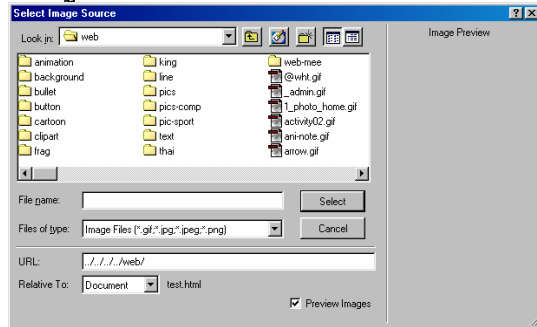 Select Image Source
Look in: web
Image Preview
animation king web-mee
background line @wht.gif
bullet pics _admin.gif
button pics-comp 1_photo_home.gif
cartoon pic-sport activity02.gif
clipart text ani-note.gif
frag thai arrow.gif
File name: Select
Files of type: Image Files (*.gif;*.jpg;*.jpeg;*.png) Cancel
URL: ../../../../web/
Relative To: Document test.html
Preview Images